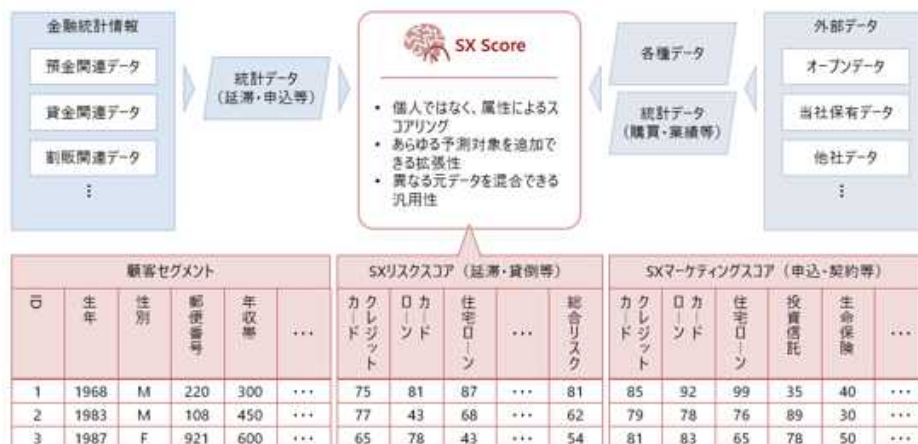 金融統計情報
預金関連データ
貸金関連データ
割販関連データ
⋮
統計データ
(延滞・申込等)
SX Score
• 個人ではなく、属性によるス
コアリング
• あらゆる予測対象を追加で
きる拡張性
• 異なる元データを混合できる
汎用性
各種データ
統計データ
(購買・業績等)
外部データ
オープンデータ
当社保有データ
他社データ
⋮
顧客セグメント
ID 生年 性別 郵便番号 年収帯 ・・・
1 1968 M 220 300 ・・・
2 1983 M 108 450 ・・・
3 1987 F 921 600 ・・・
SXリスクスコア(延滞・貸倒等)
クレジットカード カードローン 住宅ローン ・・・ 総合リスク
75 81 87 ・・・ 81
77 43 68 ・・・ 62
65 78 43 ・・・ 54
SXマーケティングスコア(申込・契約等)
クレジットカード カードローン 住宅ローン 投資信託 生命保険 ・・・
85 92 99 35 40 ・・・
79 78 76 89 30 ・・・
81 83 65 78 50 ・・・